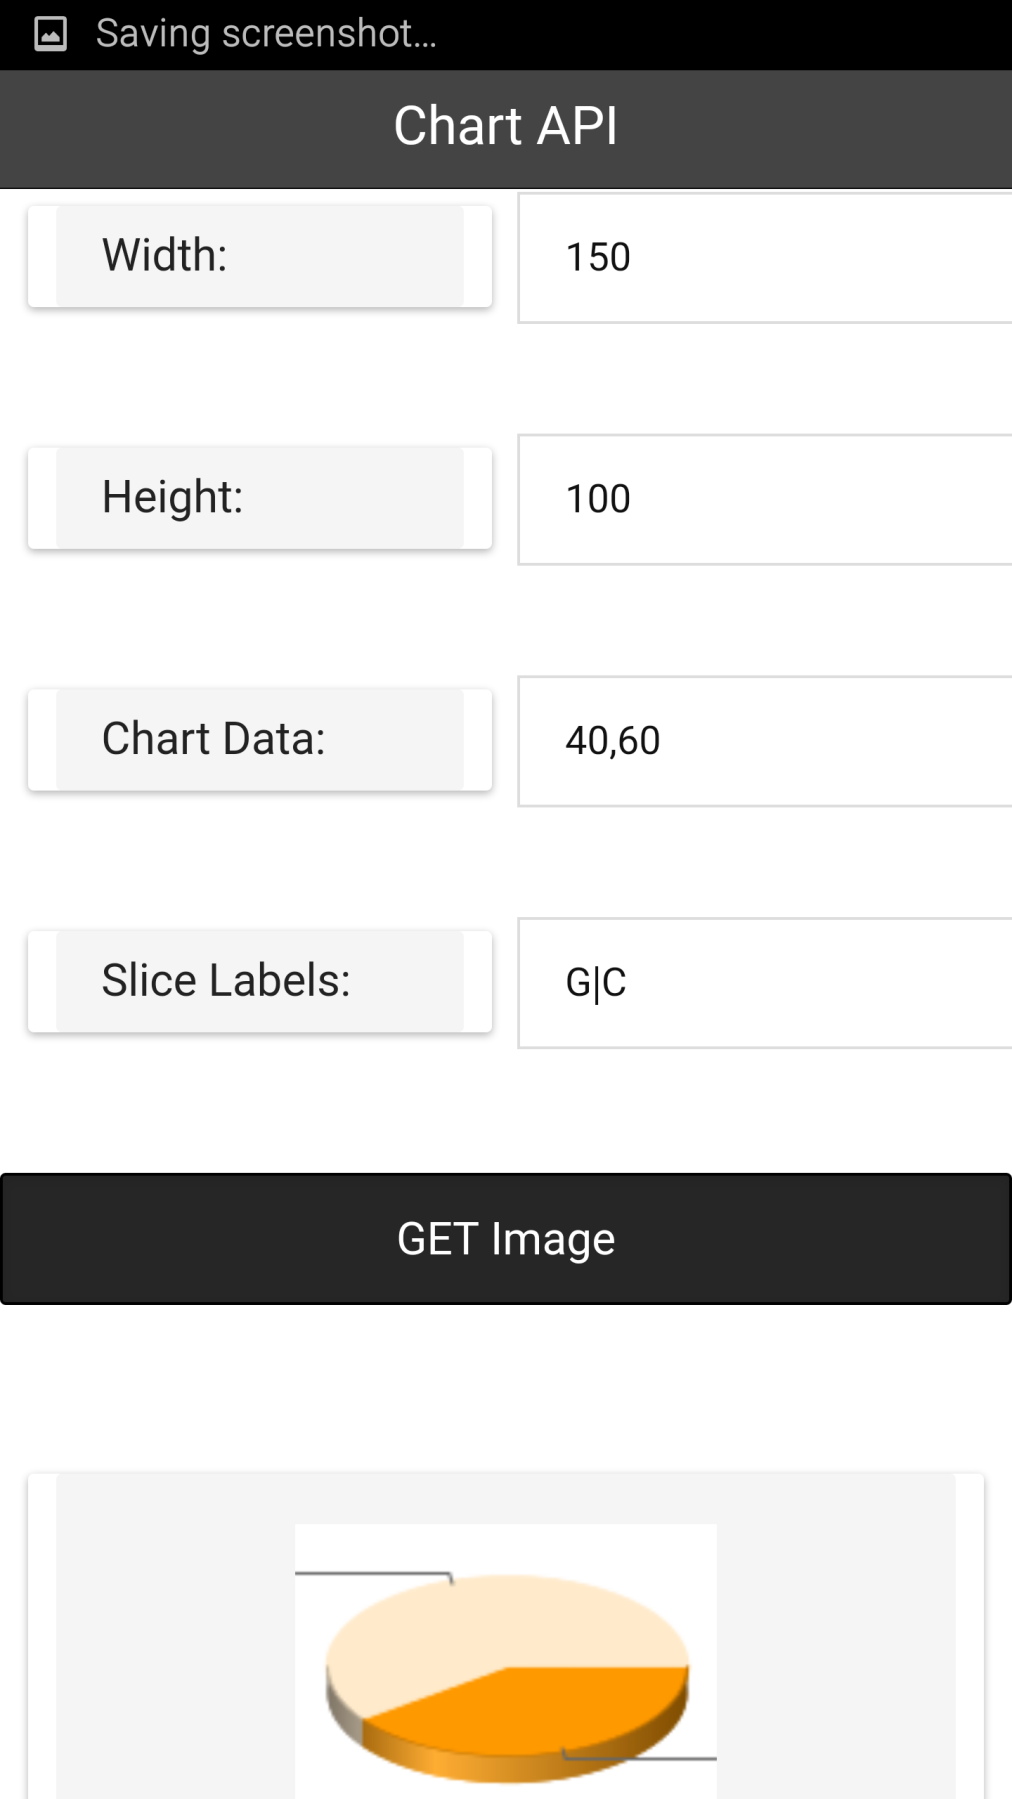 Saving screenshot...
Chart API
Width:
150
Height:
100
Chart Data:
40,60
Slice Labels:
G|C
GET Image